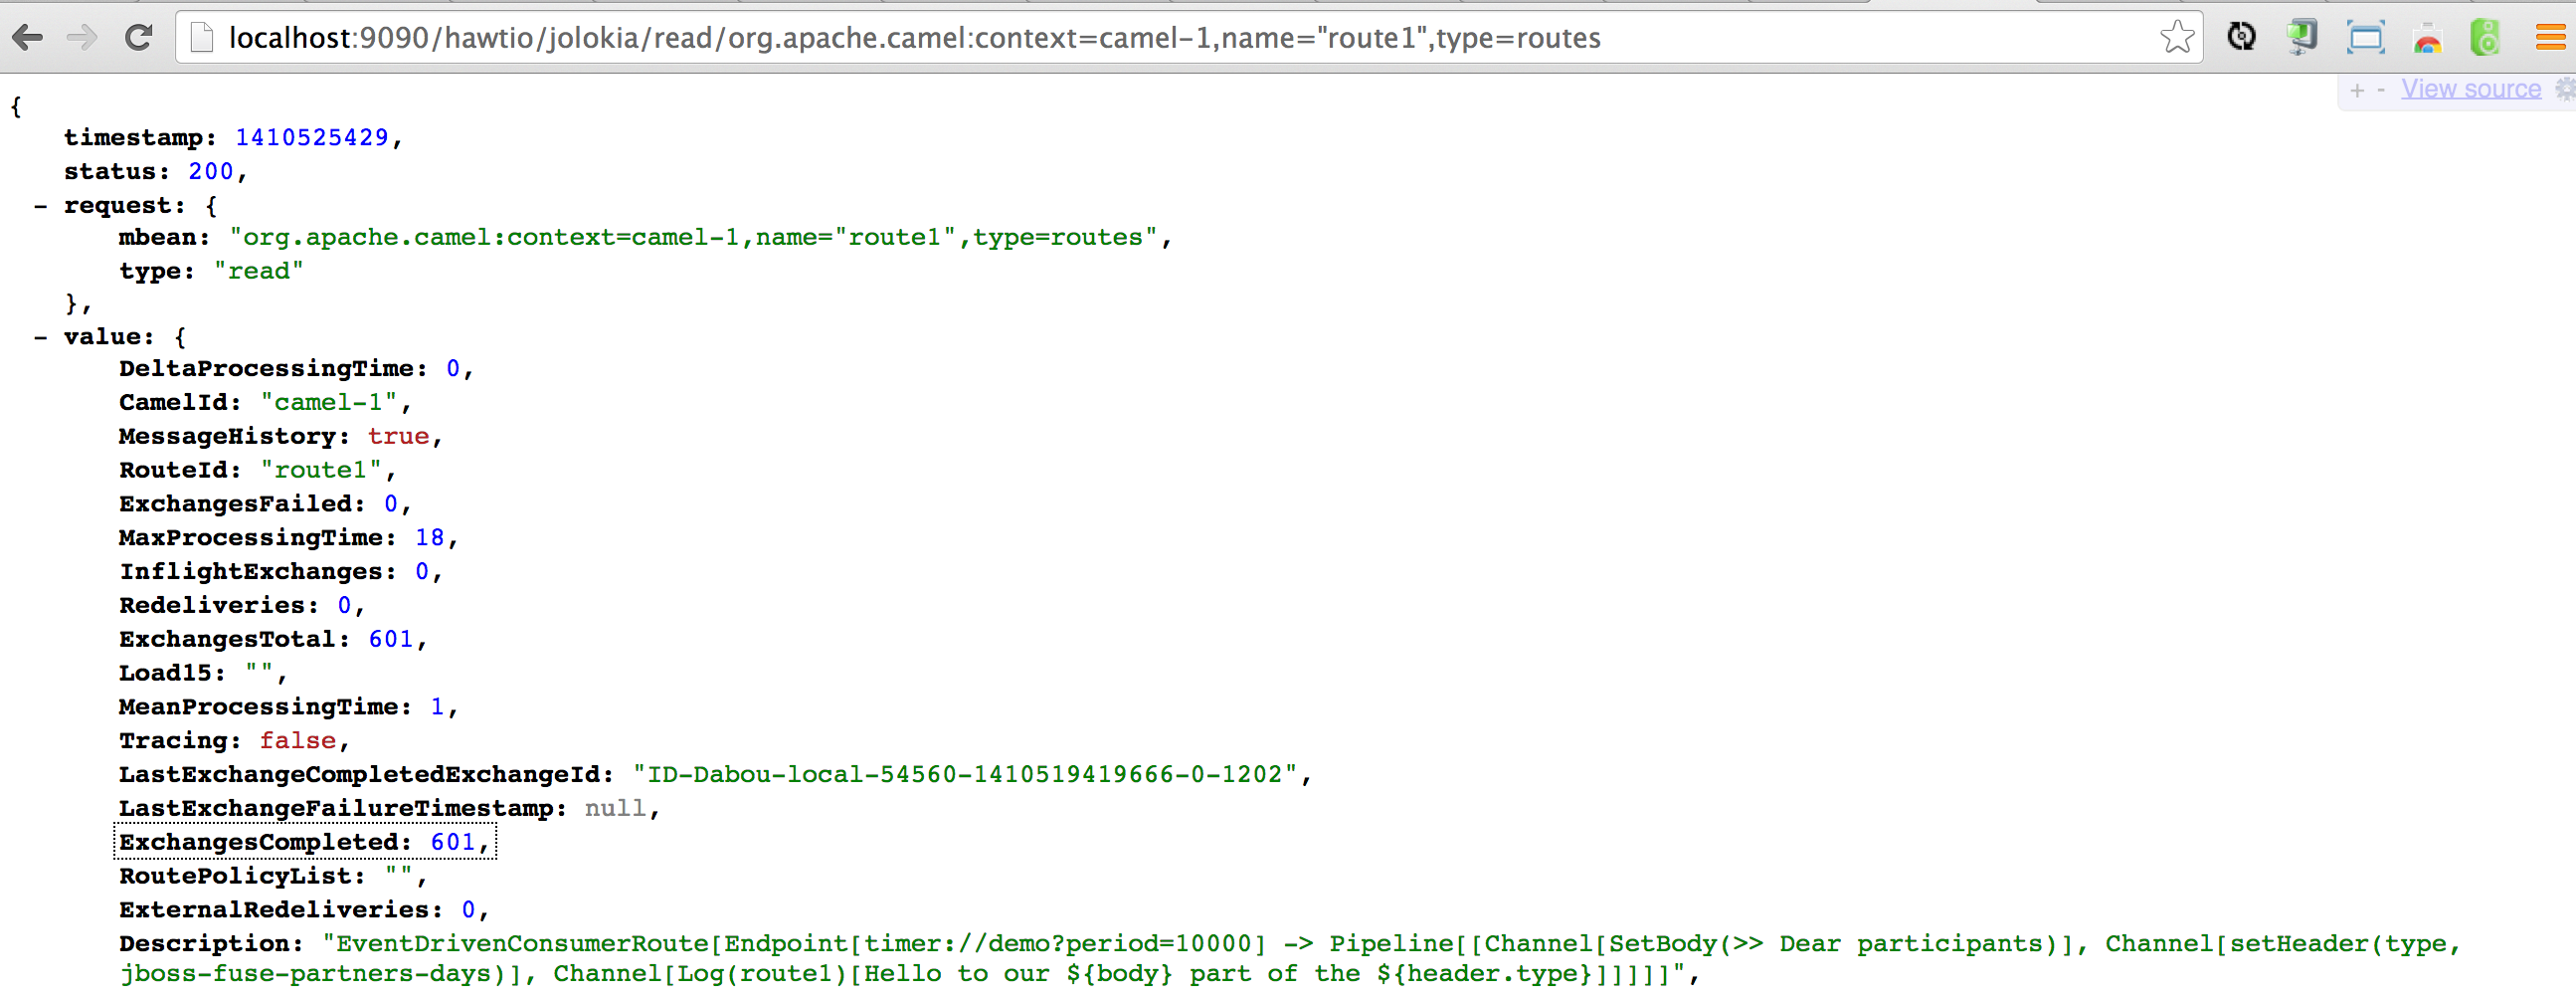 localhost:9090/hawtio/jolokia/read/org.apache.camel:context=camel-1,name="route1",type=routes
+ - View source
{
timestamp: 1410525429,
status: 200,
- request: {
mbean: "org.apache.camel:context=camel-1,name="route1",type=routes",
type: "read"
},
- value: {
DeltaProcessingTime: 0,
CamelId: "camel-1",
MessageHistory: true,
RouteId: "route1",
ExchangesFailed: 0,
MaxProcessingTime: 18,
InflightExchanges: 0,
Redeliveries: 0,
ExchangesTotal: 601,
Load15: "",
MeanProcessingTime: 1,
Tracing: false,
LastExchangeCompletedExchangeId: "ID-Dabou-local-54560-1410519419666-0-1202",
LastExchangeFailureTimestamp: null,
ExchangesCompleted: 601,
RoutePolicyList: "",
ExternalRedeliveries: 0,
Description: "EventDrivenConsumerRoute[Endpoint[timer://demo?period=10000] -> Pipeline[[Channel[SetBody(>> Dear participants)], Channel[setHeader(type,
jboss-fuse-partners-days)], Channel[Log(route1)[Hello to our ${body} part of the ${header.type}]]]]]",